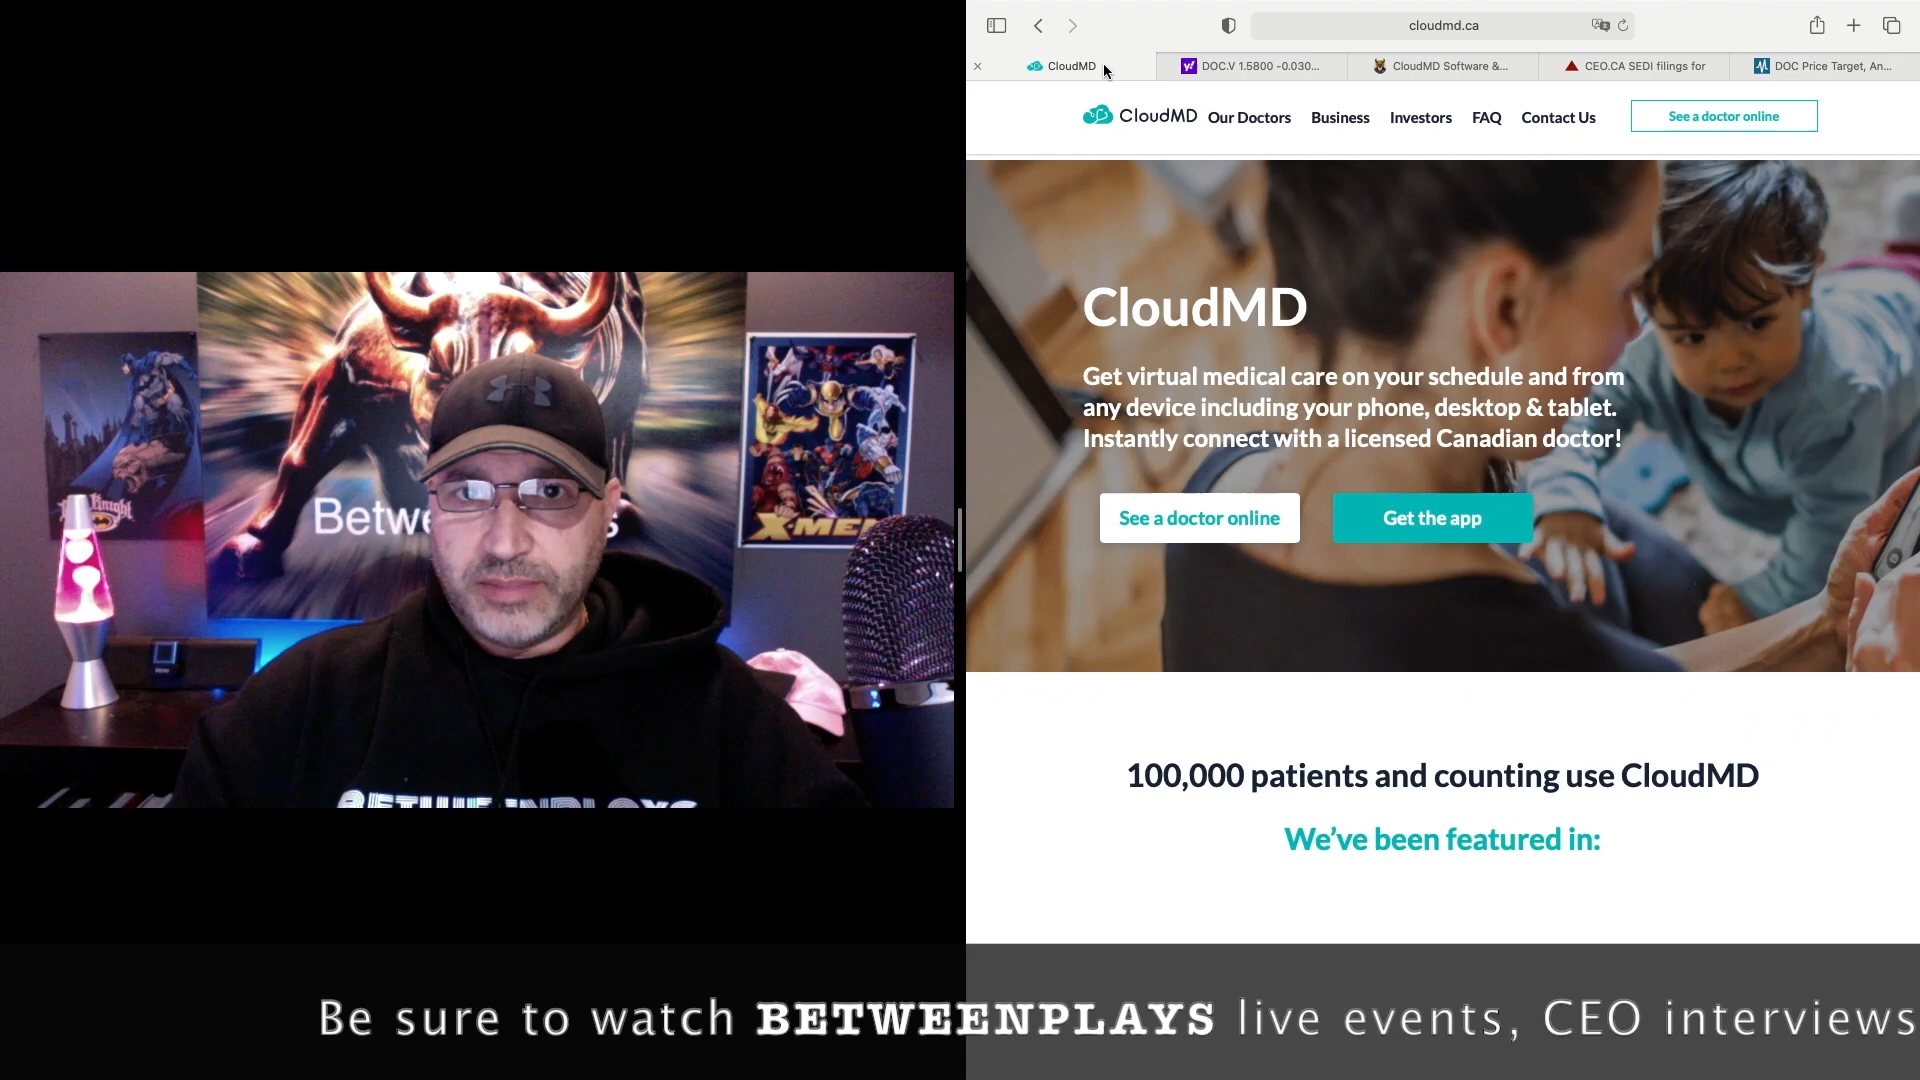 cloudmd.ca
CloudMD
DOC.V 1.5800 -0.030...
CloudMD Software &...
CEO.CA SEDI filings for
DOC Price Target, An...
CloudMD
Our Doctors
Business
Investors
FAQ
Contact Us
See a doctor online
CloudMD
Get virtual medical care on your schedule and from
any device including your phone, desktop & tablet.
Instantly connect with a licensed Canadian doctor!
See a doctor online
Get the app
100,000 patients and counting use CloudMD
We've been featured in:
X-MEN
Be sure to watch BETWEENPLAYS live events, CEO interviews